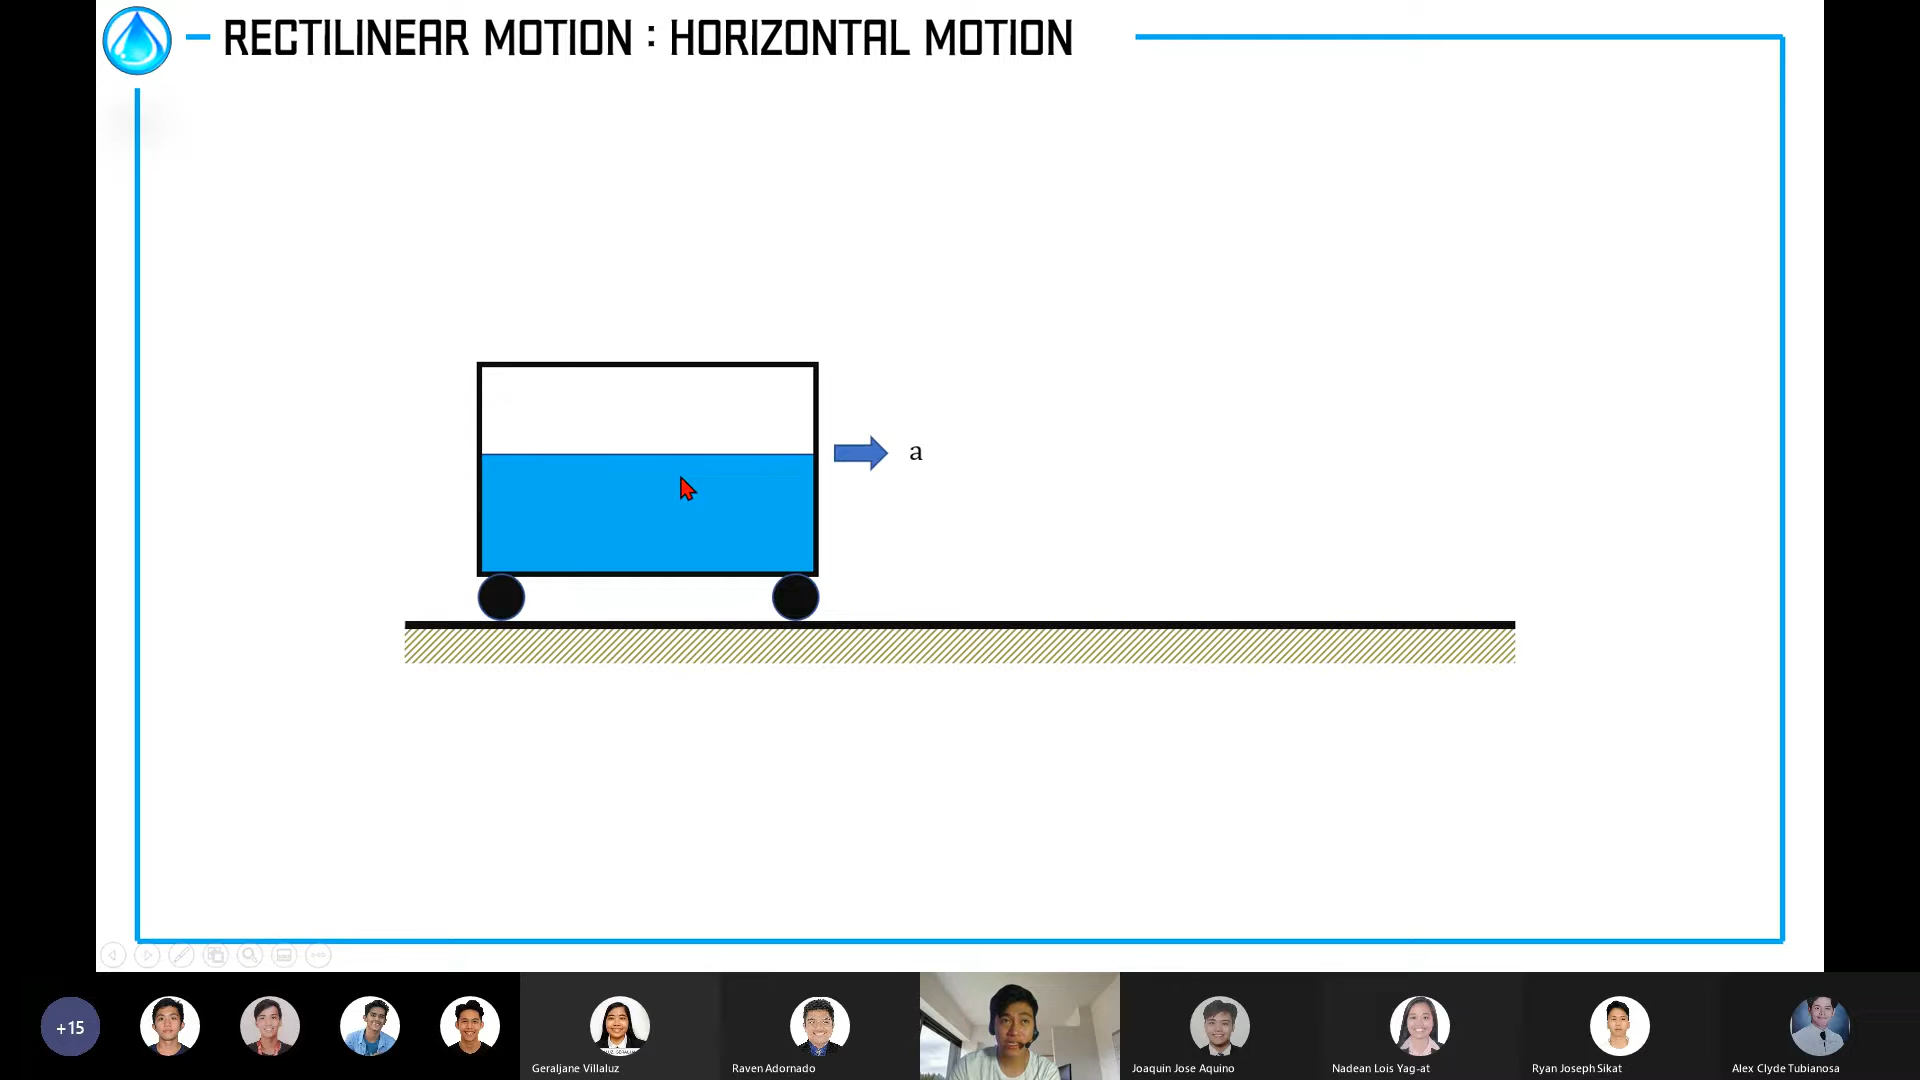 RECTILINEAR MOTION : HORIZONTAL MOTION
a
+15
Geraljane Villaluz
Raven Adornado
Joaquin Jose Aquino
Nadean Lois Yag-at
Ryan Joseph Sikat
Alex Clyde Tubianosa